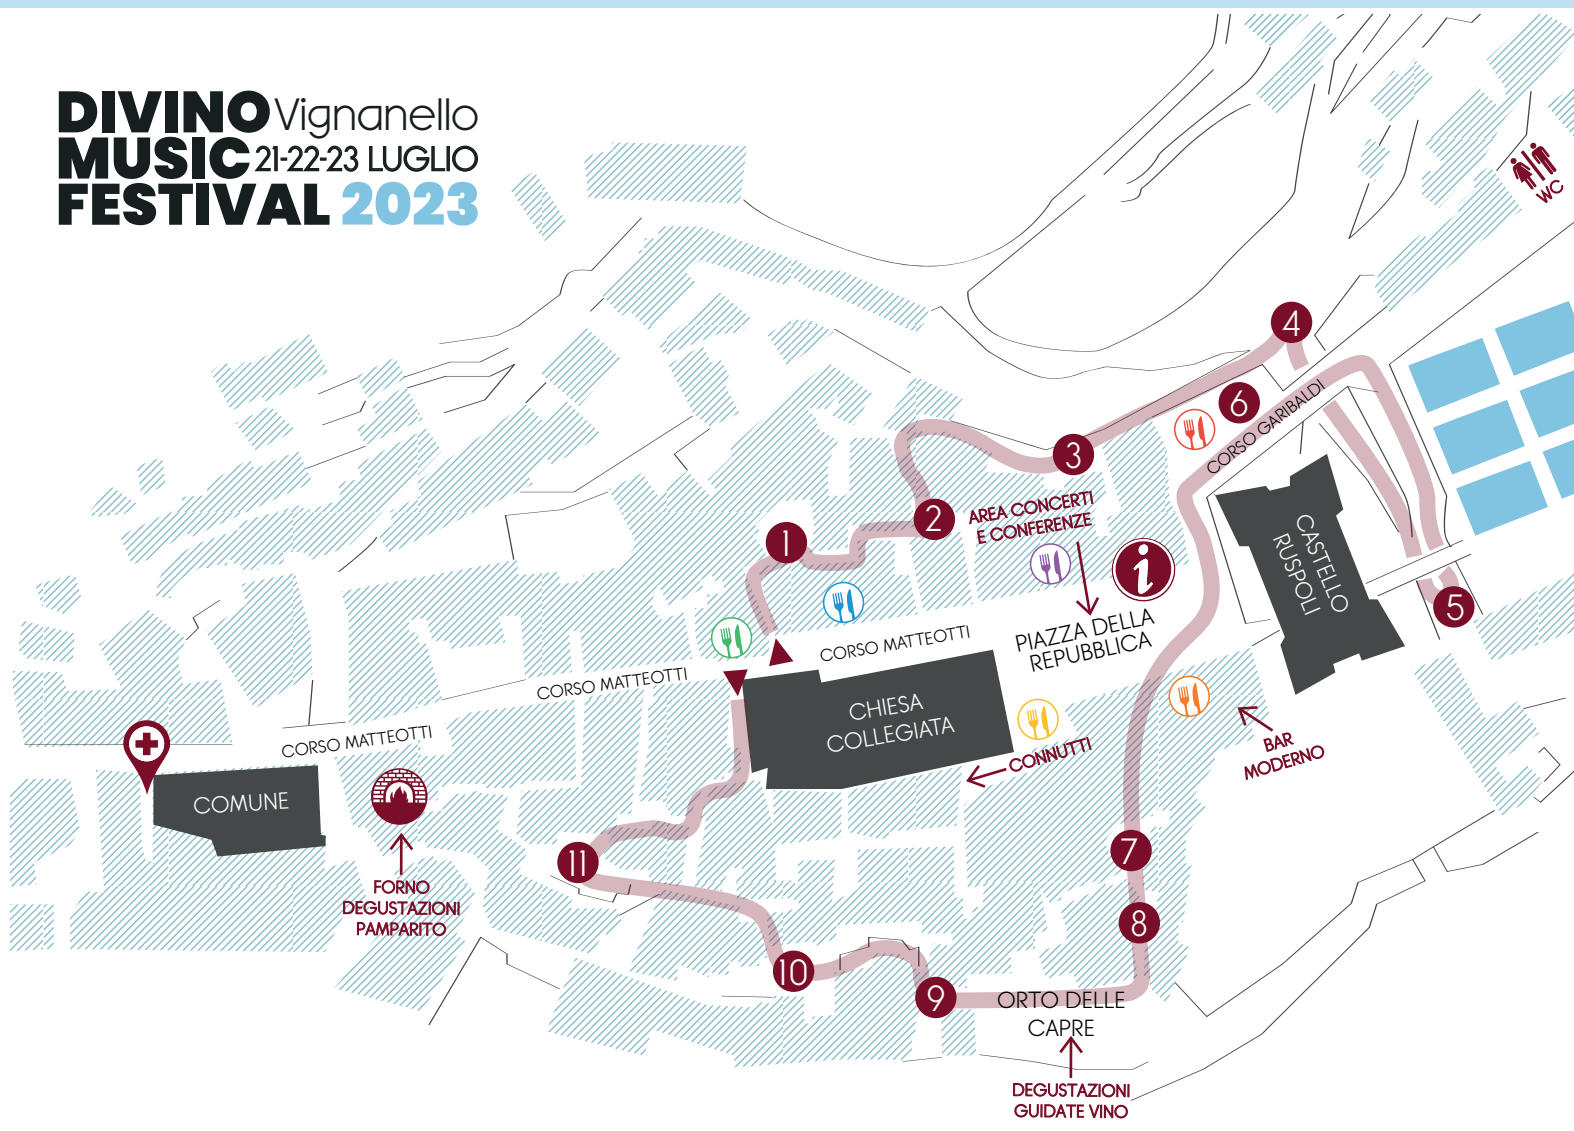 DIVINO Vignanello
MUSIC 21-22-23 LUGLIO
FESTIVAL 2023
WC
4
6
CORSO GARIBALDI
3
2
1
AREA CONCERTI
E CONFERENZE
i
CASTELLO
RUSPOLI
5
PIAZZA DELLA
REPUBBLICA
CORSO MATTEOTTI
CORSO MATTEOTTI
CORSO MATTEOTTI
CHIESA
COLLEGIATA
CONNUTTI
BAR
MODERNO
COMUNE
FORNO
DEGUSTAZIONI
PAMPARITO
11
7
8
10
9
ORTO DELLE
CAPRE
DEGUSTAZIONI
GUIDATE VINO